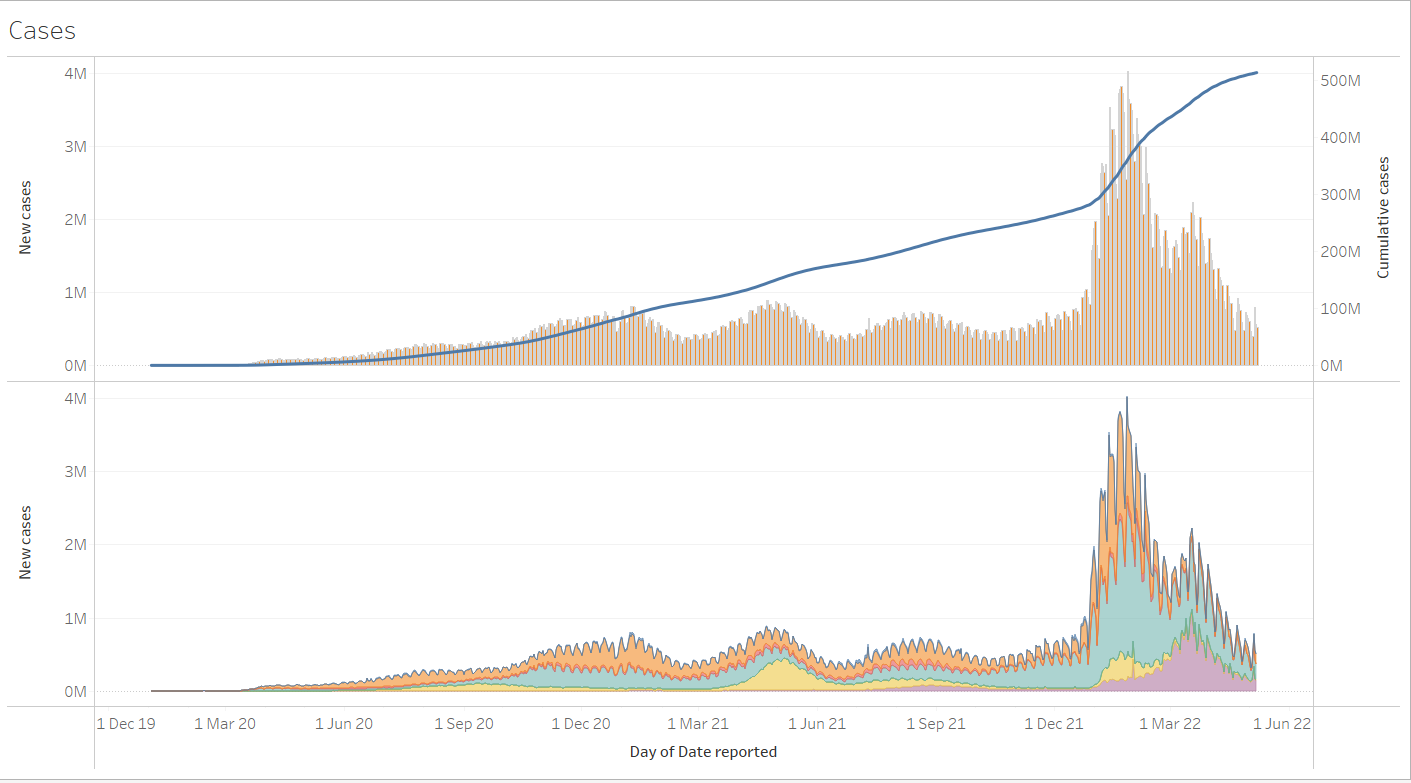 Cases
4M
3M
2M
1M
0M
New cases
500M
400M
300M
200M
100M
0M
Cumulative cases
4M
3M
2M
1M
0M
New cases
1 Dec 19 1 Mar 20 1 Jun 20 1 Sep 20 1 Dec 20 1 Mar 21 1 Jun 21 1 Sep 21 1 Dec 21 1 Mar 22 1 Jun 22
Day of Date reported